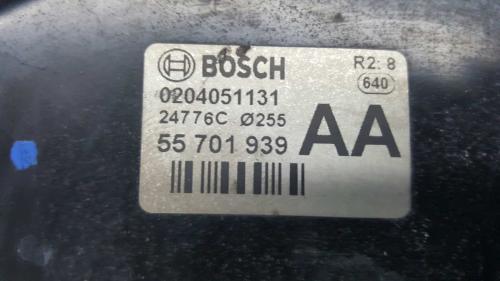 BOSCH R2: 8
0204051131 640
24776C Ø255
55 701 939 AA